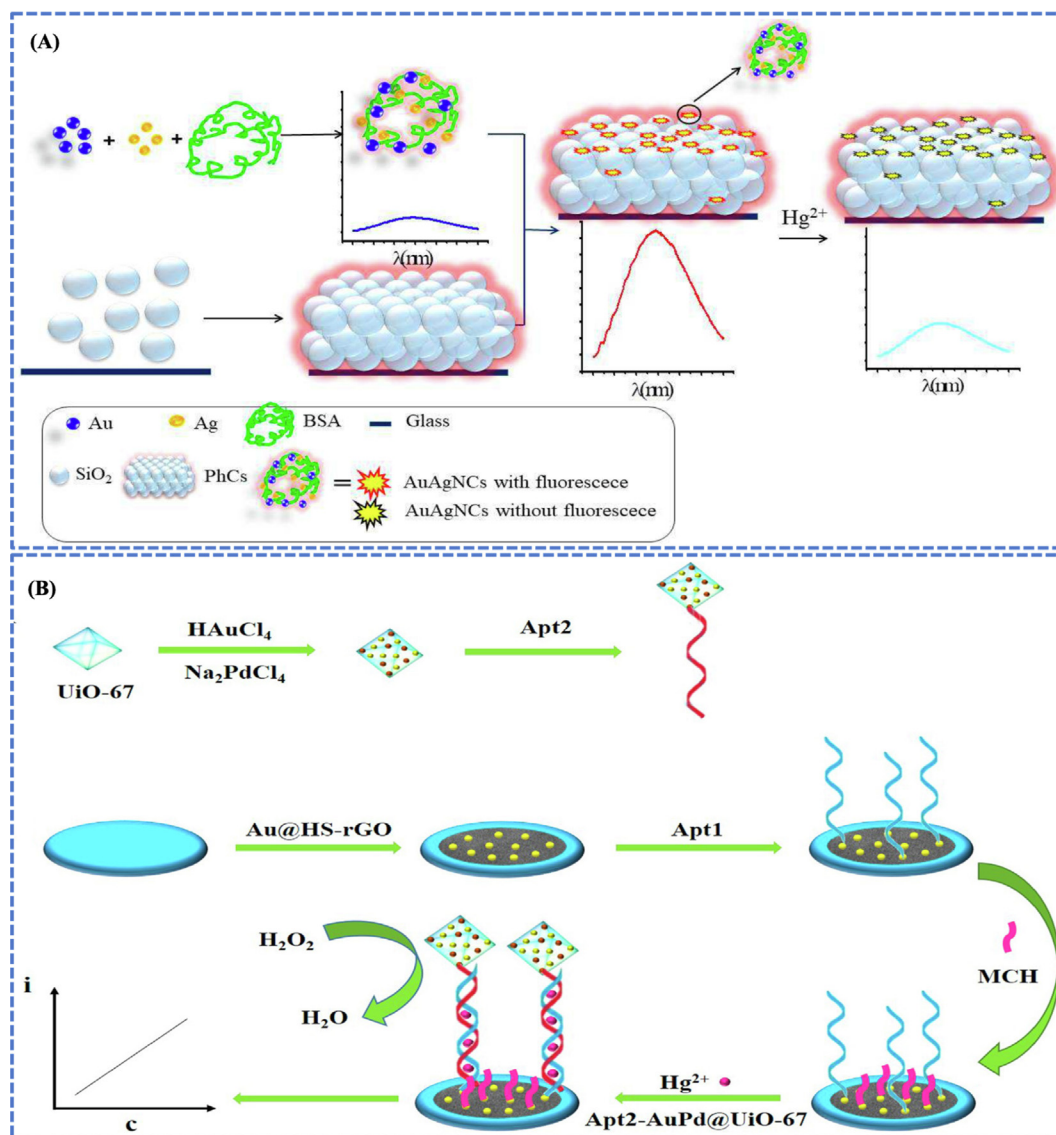 (A)
+ +
λ(nm)
Hg²⁺
λ(nm)
λ(nm)
Au Ag BSA Glass
SiO₂ PhCs = AuAgNCs with fluorescece
AuAgNCs without fluorescece
(B)
HAuCl₄
Na₂PdCl₄
UiO-67
Apt2
Au@HS-rGO
Apt1
MCH
H₂O₂
H₂O
i
c
Hg²⁺
Apt2-AuPd@UiO-67